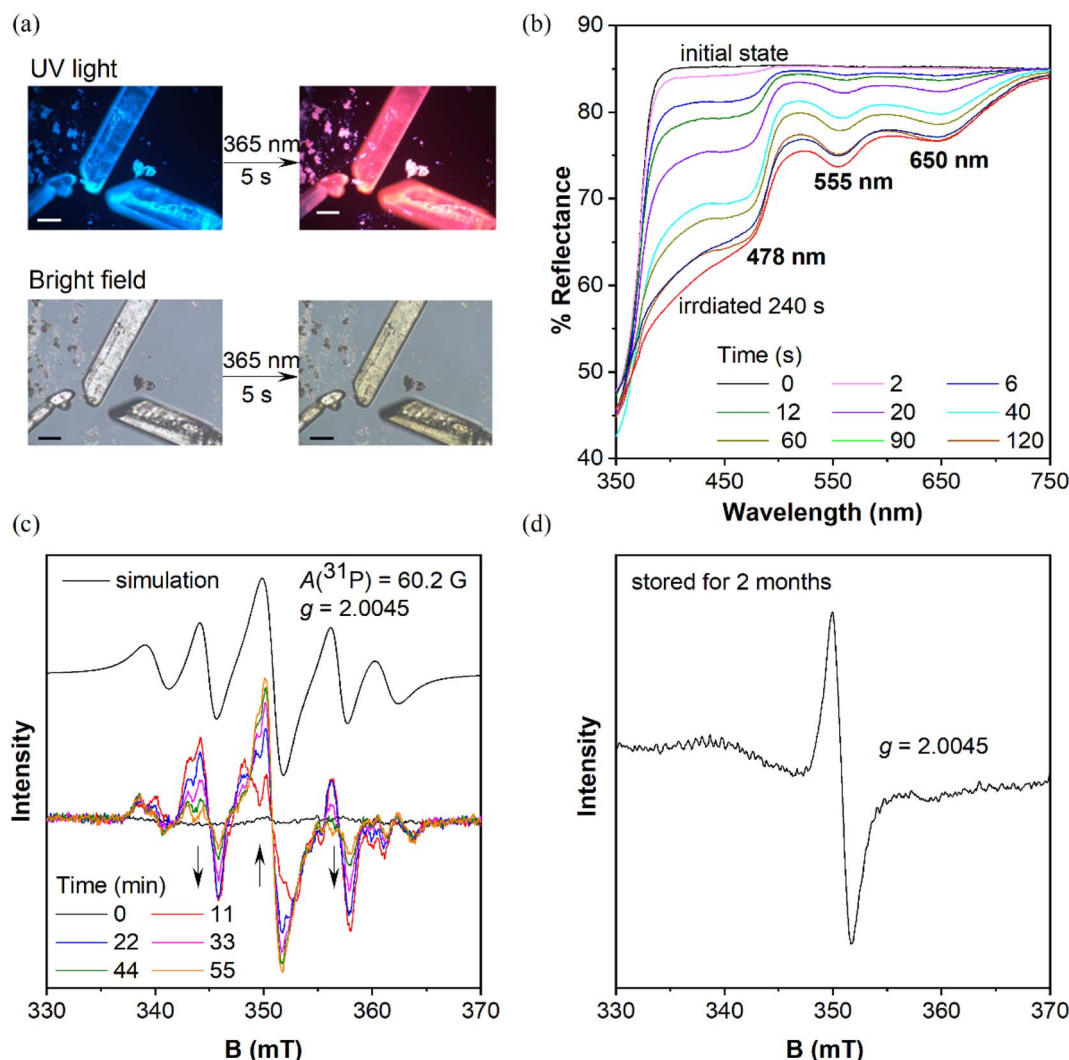 (a)
UV light
365 nm
5 s
Bright field
365 nm
5 s
(b)
% Reflectance
90
80
70
60
50
40
initial state
650 nm
555 nm
478 nm
irrdiated 240 s
Time (s)
0 2 6
12 20 40
60 90 120
350 450 550 650 750
Wavelength (nm)
(c)
Intensity
simulation
A(31P) = 60.2 G
g = 2.0045
Time (min)
0 11
22 33
44 55
330 340 350 360 370
B (mT)
(d)
Intensity
stored for 2 months
g = 2.0045
330 340 350 360 370
B (mT)